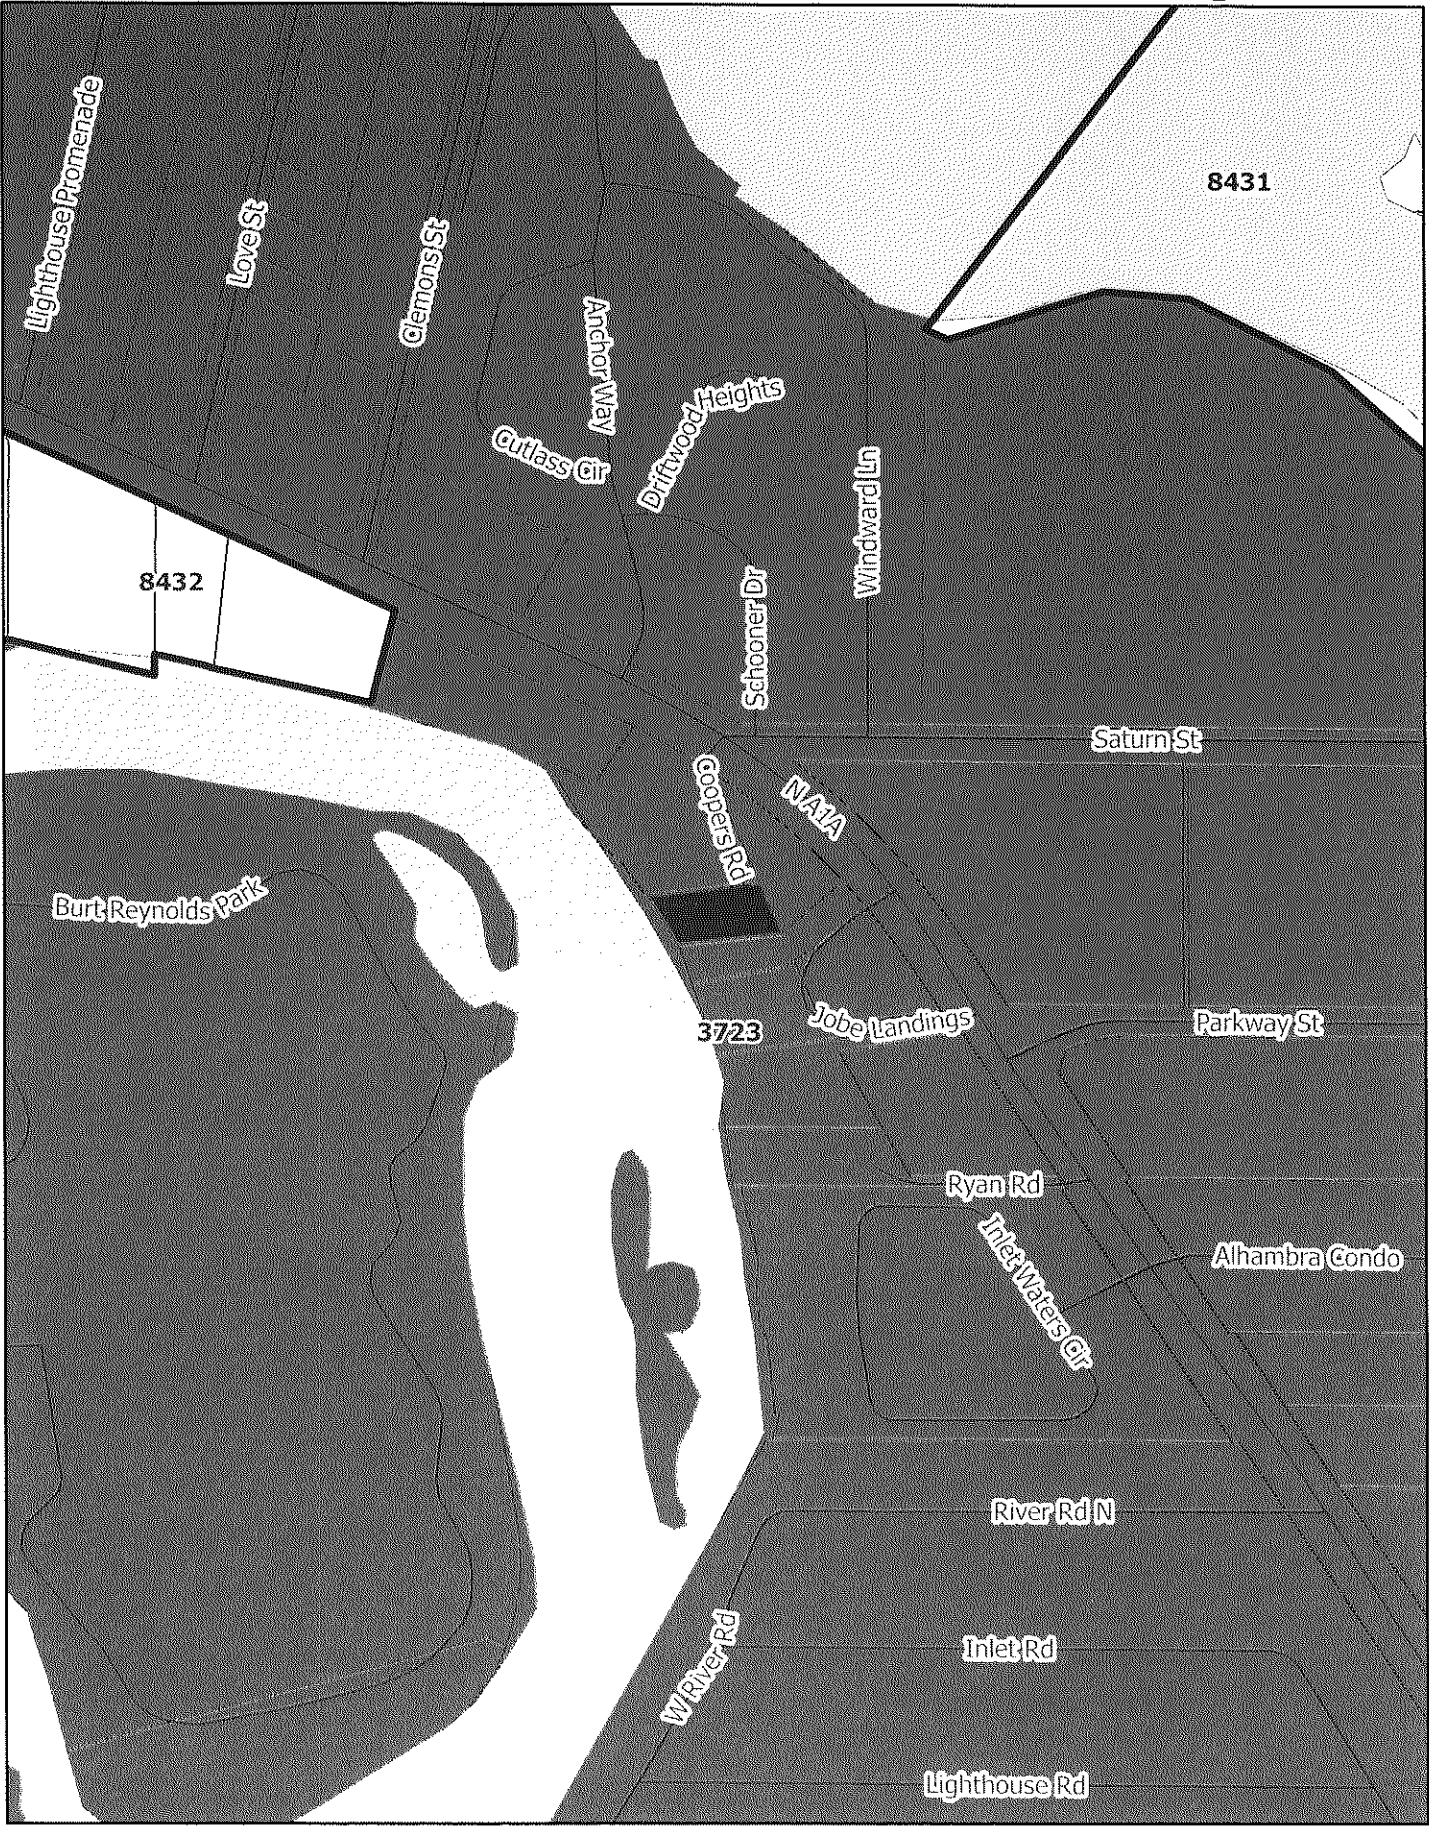 Lighthouse Promenade
Love St
Clemons St
8431
Anchor Way
Driftwood Heights
Cutlass Cir
Windward Ln
8432
Schooner Dr
Saturn St
Coopers Rd
N A1A
Burt Reynolds Park
Jobe Landings
3723
Parkway St
Ryan Rd
Inlet Waters Cir
Alhambra Condo
River Rd N
W River Rd
Inlet Rd
Lighthouse Rd